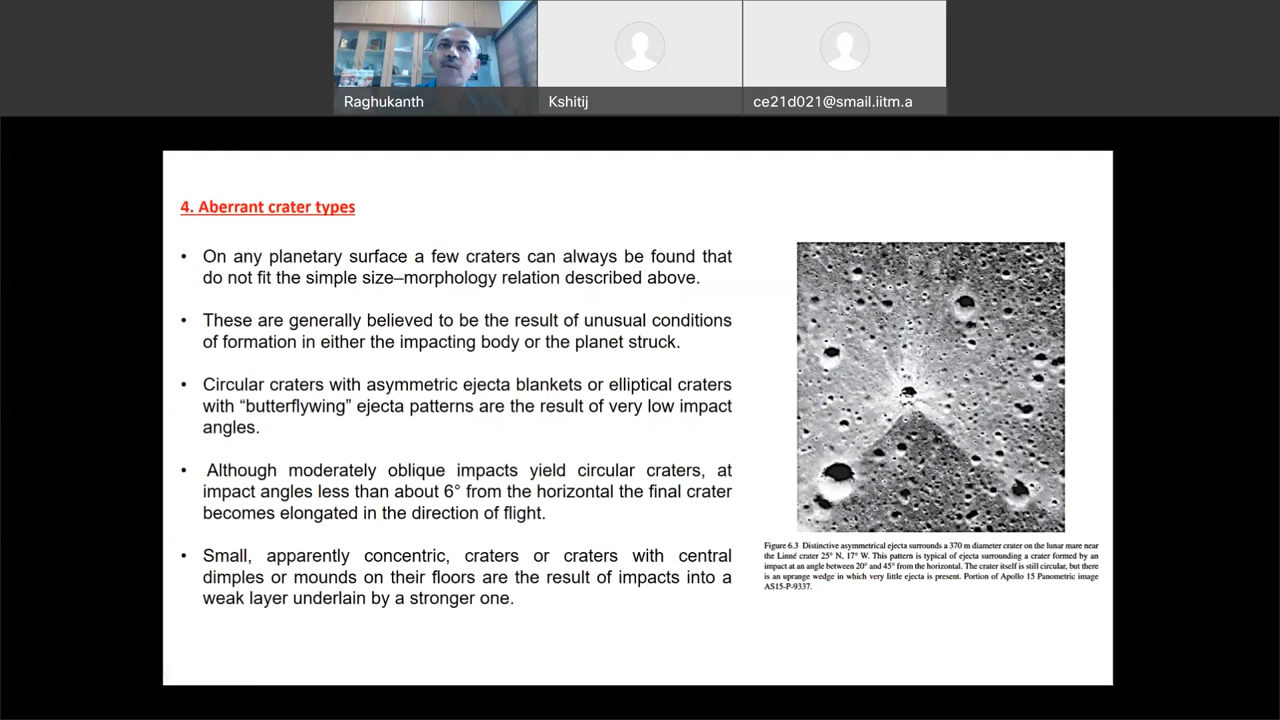 Raghukanth
Kshitij
ce21d021@smail.iitm.a
4. Aberrant crater types
• On any planetary surface a few craters can always be found that
do not fit the simple size–morphology relation described above.
• These are generally believed to be the result of unusual conditions
of formation in either the impacting body or the planet struck.
• Circular craters with asymmetric ejecta blankets or elliptical craters
with “butterflywing” ejecta patterns are the result of very low impact
angles.
• Although moderately oblique impacts yield circular craters, at
impact angles less than about 6° from the horizontal the final crater
becomes elongated in the direction of flight.
• Small, apparently concentric, craters or craters with central
dimples or mounds on their floors are the result of impacts into a
weak layer underlain by a stronger one.
Figure 6.3 Distinctive asymmetrical ejecta surrounds a 370 m diameter crater on the lunar mare near
the Linné crater 25° N, 17° W. This pattern is typical of ejecta surrounding a crater formed by an
impact at an angle between 20° and 45° from the horizontal. The crater itself is still circular, but there
is an uprange wedge in which very little ejecta is present. Portion of Apollo 15 Panometric image
AS15-P-9337.